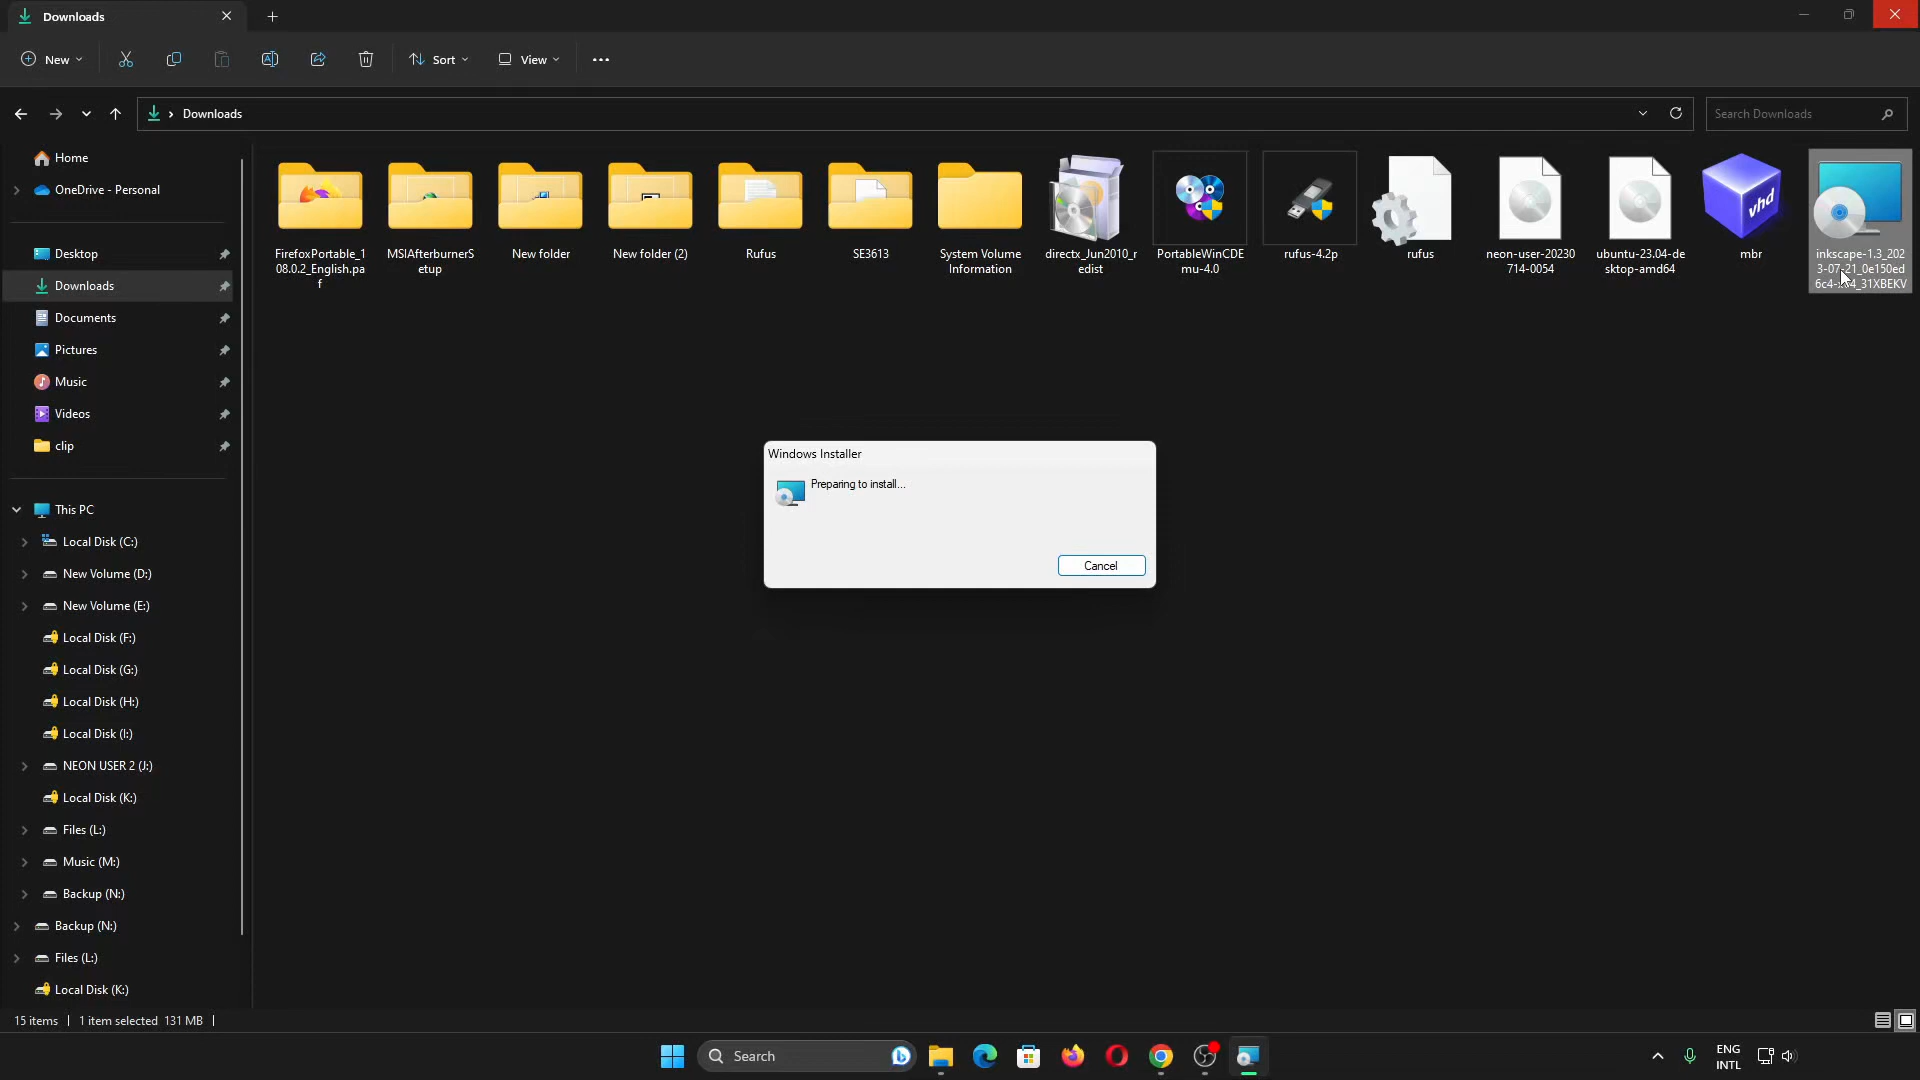 Downloads
New
Sort
View
Downloads
Search Downloads
Home
OneDrive - Personal
Desktop
Downloads
Documents
Pictures
Music
Videos
clip
This PC
Local Disk (C:)
New Volume (D:)
New Volume (E:)
Local Disk (F:)
Local Disk (G:)
Local Disk (H:)
Local Disk (I:)
NEON USER 2 (J:)
Local Disk (K:)
Files (L:)
Music (M:)
Backup (N:)
Backup (N:)
Files (L:)
Local Disk (K:)
FirefoxPortable_1
08.0.2_English.pa
f
MSIAfterburnerS
etup
New folder
New folder (2)
Rufus
SE3613
System Volume
Information
directx_Jun2010_r
edist
PortableWinCDE
mu-4.0
rufus-4.2p
rufus
neon-user-20230
714-0054
ubuntu-23.04-de
sktop-amd64
vhd
mbr
inkscape-1.3_202
3-07-21_0e150ed
Windows Installer
Preparing to install...
Cancel
15 items
1 item selected 131 MB
Search
ENG
INTL